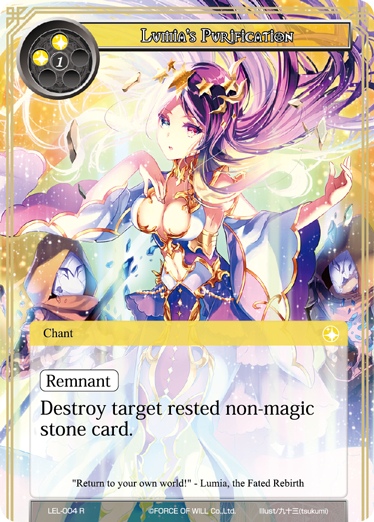 Lumia's Purification
1
Chant
Remnant
Destroy target rested non-magic
stone card.
"Return to your own world!" - Lumia, the Fated Rebirth
LEL-004 R ©FORCE OF WILL Co.,Ltd. Illust/九十三(tsukumi)